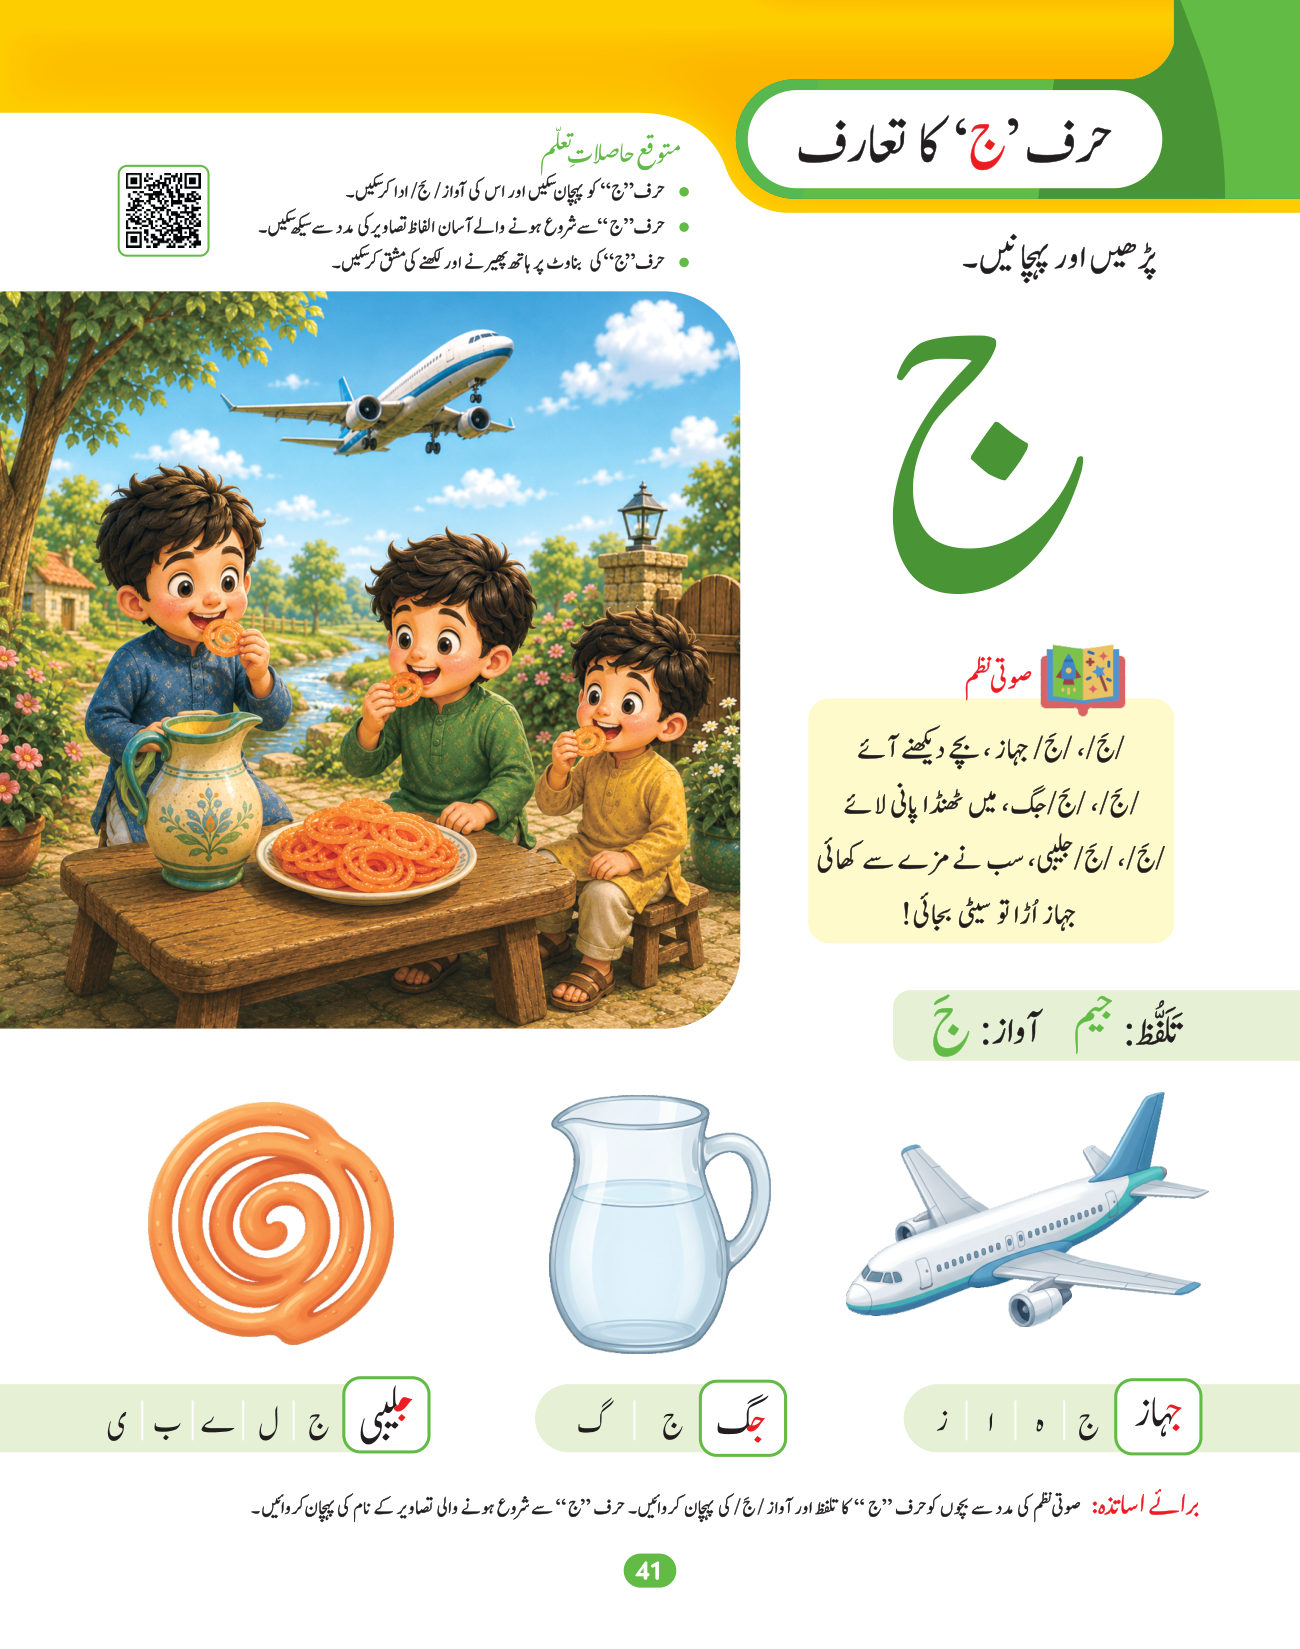 حرف ’ج‘ کا تعارف
متوقع حاصلاتِ تعلّم
حرف ”ج“ کو پہچان سکیں اور اس کی آواز /جَ/ ادا کر سکیں۔
حرف ”ج“ سے شروع ہونے والے آسان الفاظ تصاویر کی مدد سے سیکھ سکیں۔
حرف ”ج“ کی بناوٹ پر ہاتھ پھیرنے اور لکھنے کی مشق کر سکیں۔
پڑھیں اور پہچانیں۔
ج
صوتی نظم
/جَ/، /جَ/ جہاز، بچے دیکھنے آئے
/جَ/، /جَ/ جگ، میں ٹھنڈا پانی لائے
/جَ/، /جَ/ جلیبی، سب نے مزے سے کھائی
جہاز اُڑا تو سیٹی بجائی!
تَلَفُّظ: جیم آواز: جَ
جہاز ج ہ ا ز
جگ ج گ
جلیبی ج ل ے ب ی
برائے اساتذہ: صوتی نظم کی مدد سے بچوں کو حرف ”ج“ کا تلفظ اور آواز /جَ/ کی پہچان کروائیں۔ حرف ”ج“ سے شروع ہونے والی تصاویر کے نام کی پہچان کروائیں۔
41